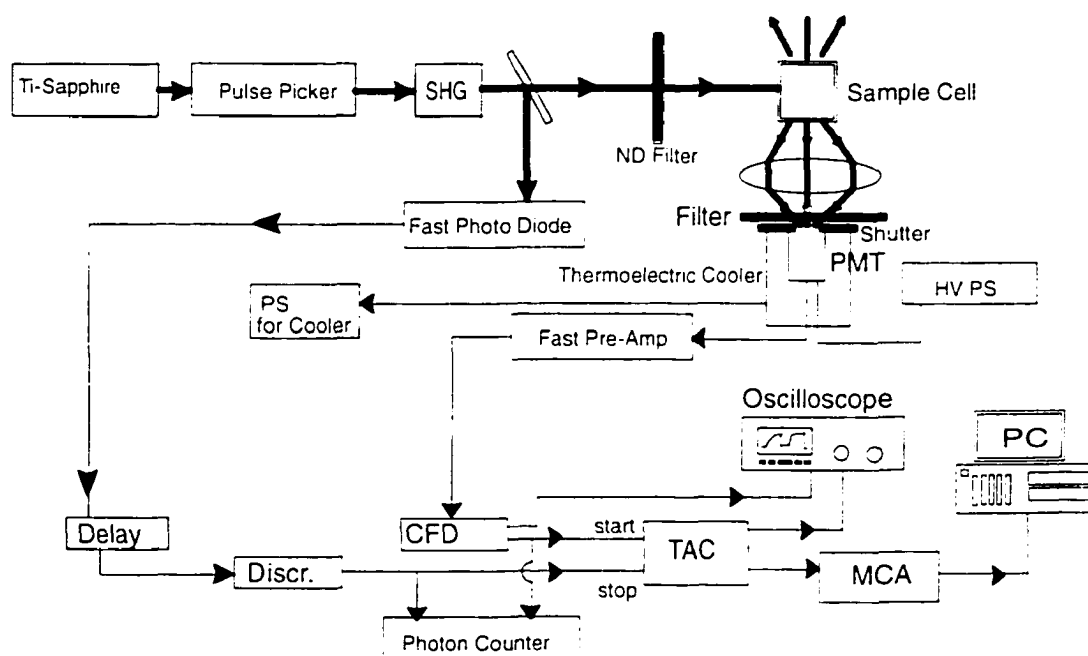 Ti-Sapphire
Pulse Picker
SHG
ND Filter
Sample Cell
Fast Photo Diode
Filter
Shutter
PMT
Thermoelectric Cooler
HV PS
PS
for Cooler
Fast Pre-Amp
Oscilloscope
PC
Delay
CFD
start
TAC
Discr.
stop
MCA
Photon Counter